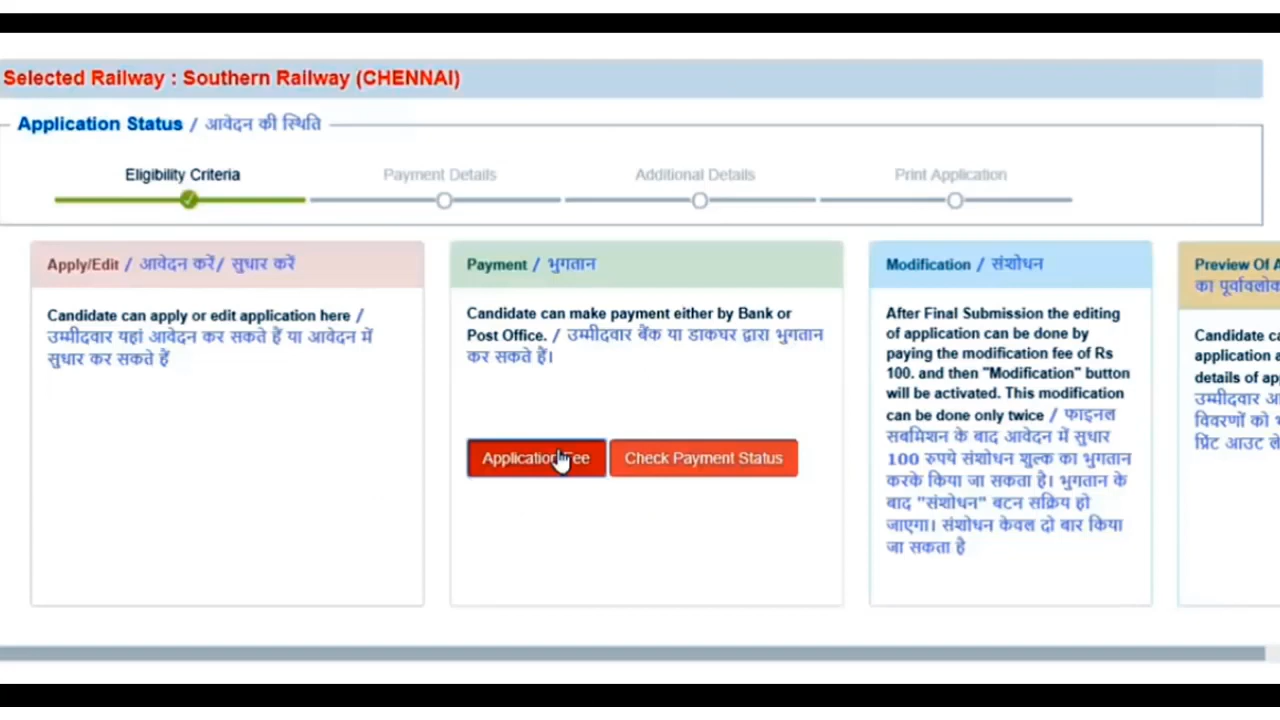 Selected Railway : Southern Railway (CHENNAI)
Application Status / आवेदन की स्थिति
Eligibility Criteria
Payment Details
Additional Details
Print Application
Apply/Edit / आवेदन करें/ सुधार करें
Candidate can apply or edit application here /
उम्मीदवार यहां आवेदन कर सकते हैं या आवेदन में
सुधार कर सकते हैं
Payment / भुगतान
Candidate can make payment either by Bank or
Post Office. / उम्मीदवार बैंक या डाकघर द्वारा भुगतान
कर सकते हैं।
Application Fee
Check Payment Status
Modification / संशोधन
After Final Submission the editing
of application can be done by
paying the modification fee of Rs
100. and then "Modification" button
will be activated. This modification
can be done only twice / फाइनल
सबमिशन के बाद आवेदन में सुधार
100 रुपये संशोधन शुल्क का भुगतान
करके किया जा सकता है। भुगतान के
बाद "संशोधन" बटन सक्रिय हो
जाएगा। संशोधन केवल दो बार किया
जा सकता है
Preview Of
का
Candidate
application
details of
उम्मीदवार
विवरणों को
प्रिंट आउट